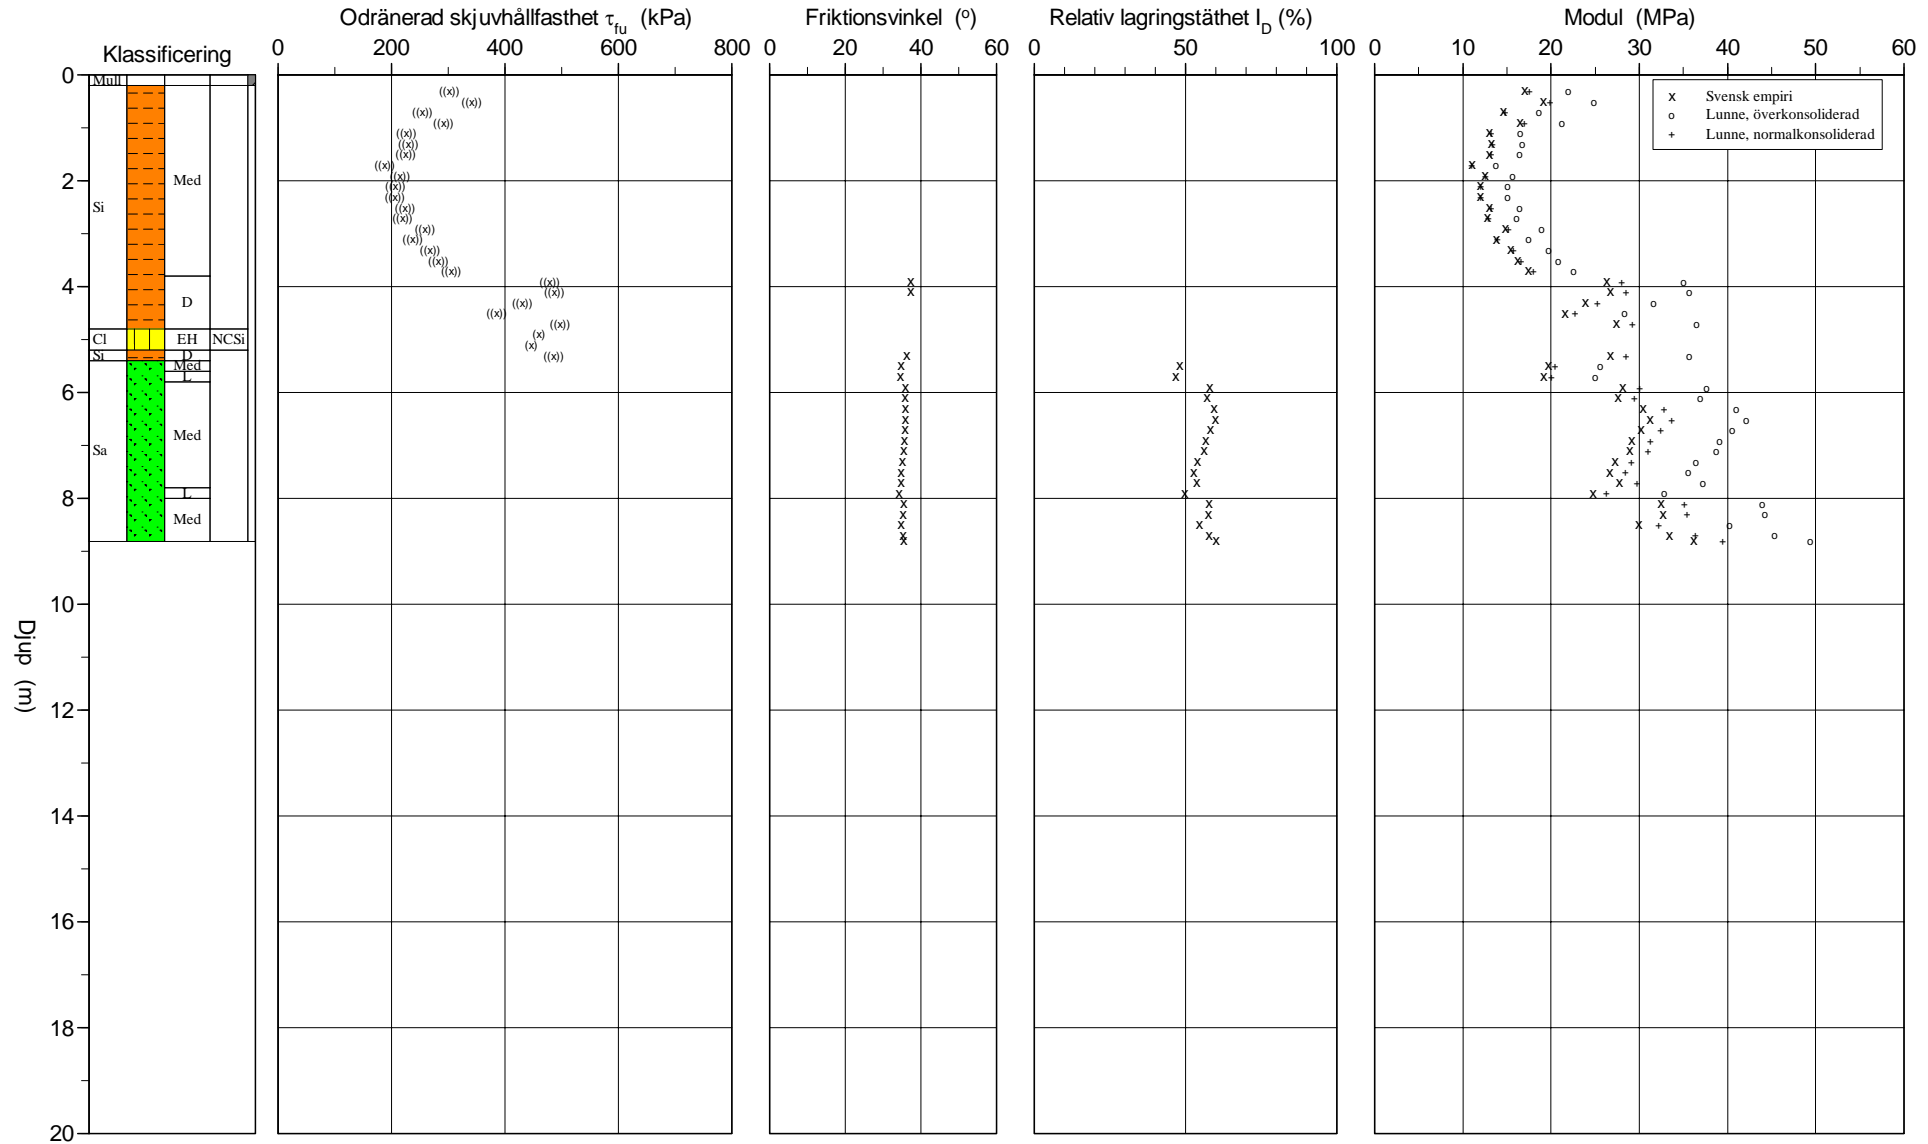 Klassificering
Odränerad skjuvhållfasthet τfu (kPa)
Friktionsvinkel (o)
Relativ lagringstäthet ID (%)
Modul (MPa)
0 200 400 600 800
0 20 40 60
0 50 100
0 10 20 30 40 50 60
x Svensk empiri
o Lunne, överkonsoliderad
+ Lunne, normalkonsoliderad
Djup (m)
0
2
4
6
8
10
12
14
16
18
20
Mull
Si Med
D
Cl EH NCSi
Si D
Med
L
Sa Med
L
Med